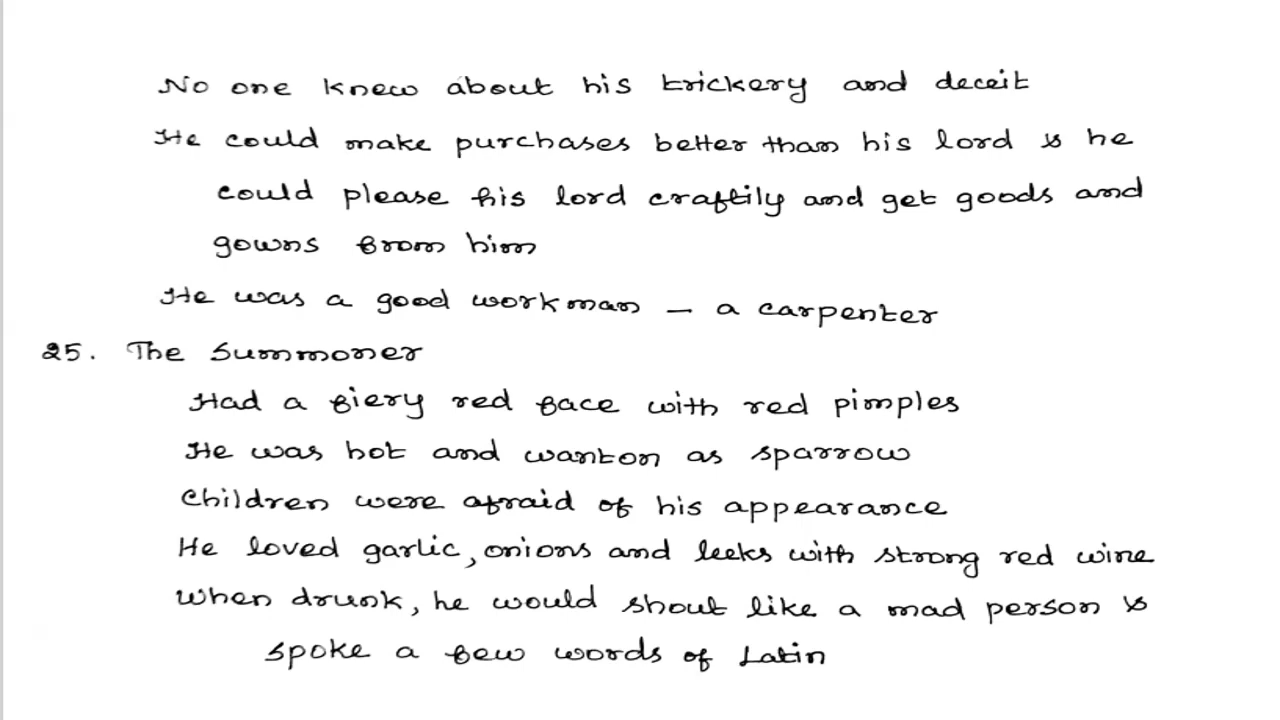 No one knew about his trickery and deceit
He could make purchases better than his lord & he
could please his lord craftily and get goods and
gowns from him
He was a good workman - a carpenter
25. The Summoner
Had a fiery red face with red pimples
He was hot and wanton as sparrow
Children were afraid of his appearance
He loved garlic, onions and leeks with strong red wine
When drunk, he would shout like a mad person &
spoke a few words of Latin